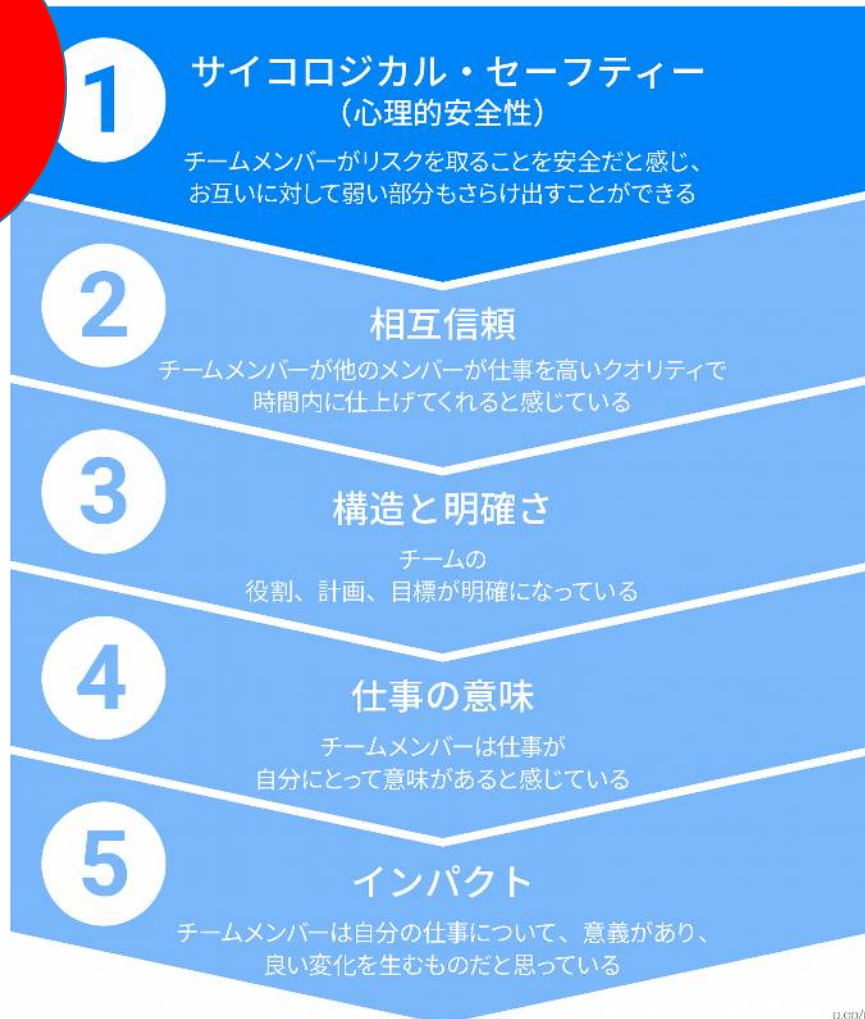 1
サイコロジカル・セーフティー
（心理的安全性）
チームメンバーがリスクを取ることを安全だと感じ、
お互いに対して弱い部分もさらけ出すことができる
2
相互信頼
チームメンバーが他のメンバーが仕事を高いクオリティで
時間内に仕上げてくれると感じている
3
構造と明確さ
チームの
役割、計画、目標が明確になっている
4
仕事の意味
チームメンバーは仕事が
自分にとって意味があると感じている
5
インパクト
チームメンバーは自分の仕事について、意義があり、
良い変化を生むものだと思っている